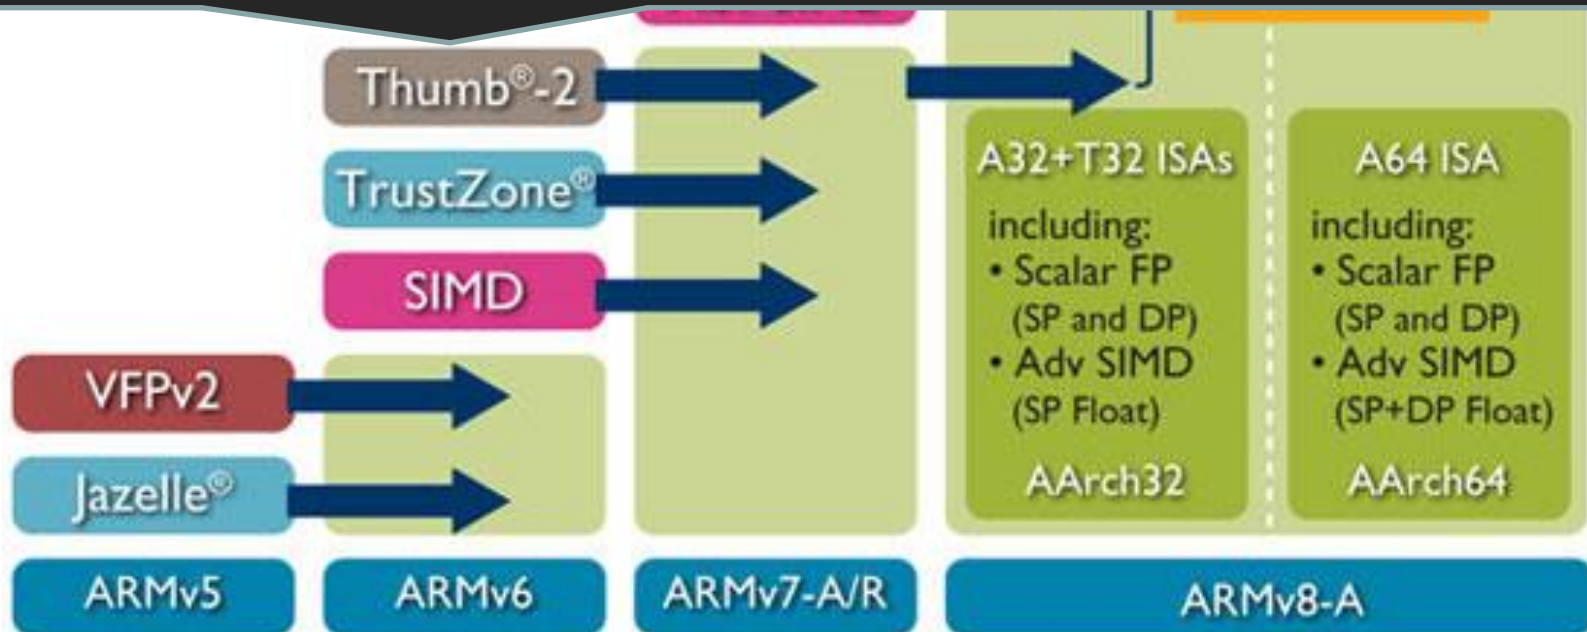 Thumb®-2
TrustZone®
SIMD
VFPv2
Jazelle®
A32+T32 ISAs
including:
• Scalar FP
(SP and DP)
• Adv SIMD
(SP Float)
AArch32
A64 ISA
including:
• Scalar FP
(SP and DP)
• Adv SIMD
(SP+DP Float)
AArch64
ARMv5
ARMv6
ARMv7-A/R
ARMv8-A